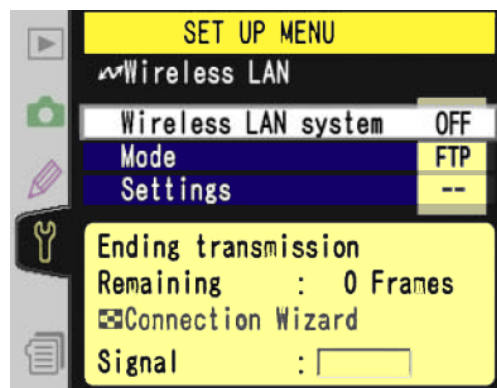 SET UP MENU
Wireless LAN
Wireless LAN system OFF
Mode FTP
Settings --
Ending transmission
Remaining : 0 Frames
Connection Wizard
Signal :